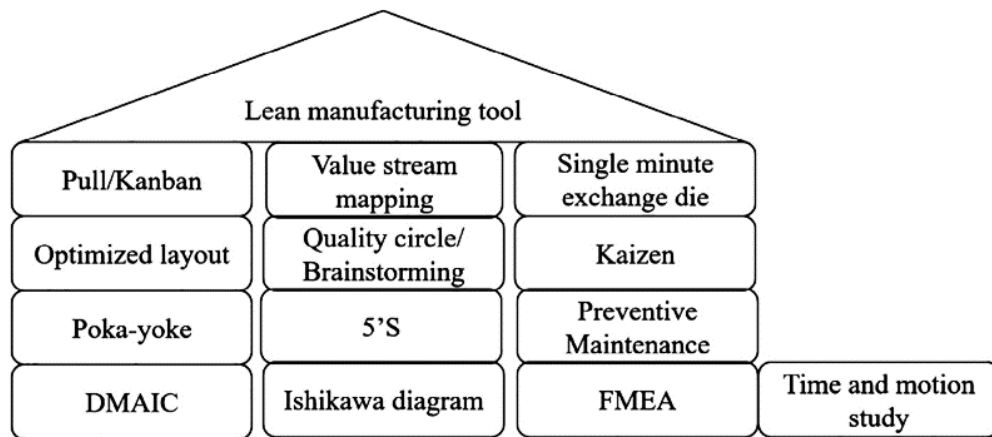 Lean manufacturing tool
Pull/Kanban
Value stream
mapping
Single minute
exchange die
Optimized layout
Quality circle/
Brainstorming
Kaizen
Poka-yoke
5'S
Preventive
Maintenance
DMAIC
Ishikawa diagram
FMEA
Time and motion
study